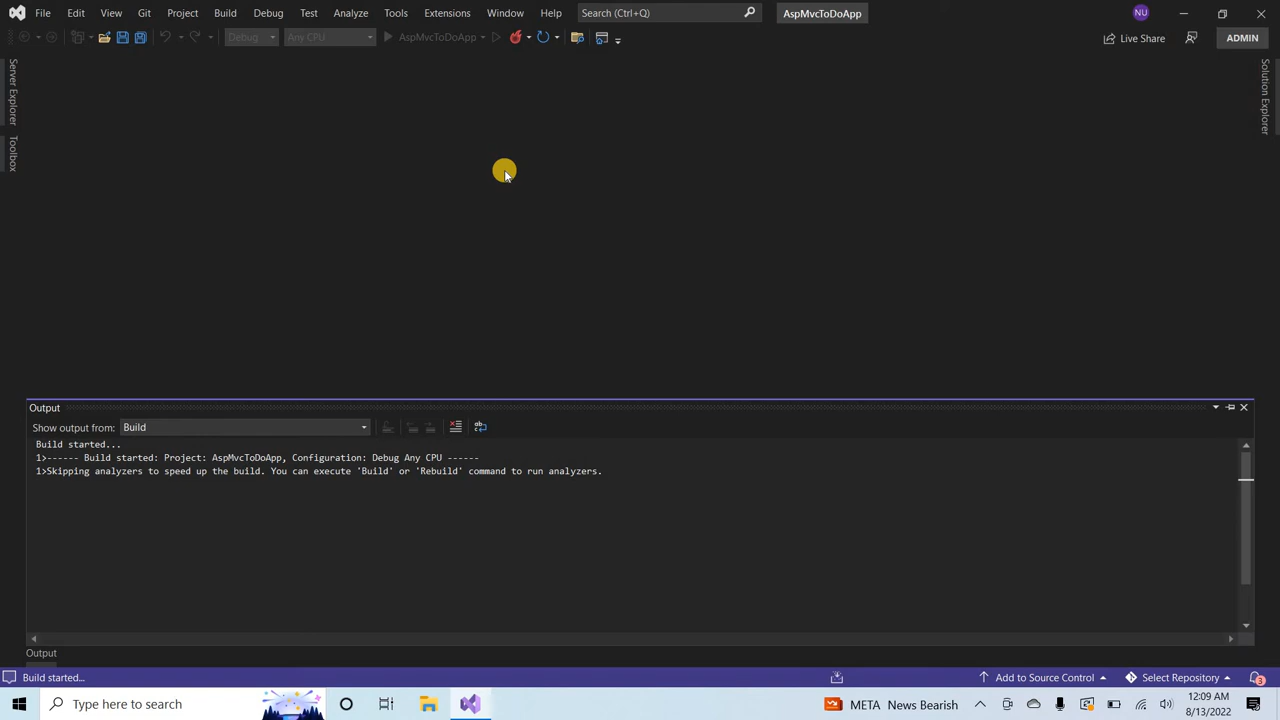 File Edit View Git Project Build Debug Test Analyze Tools Extensions Window Help Search (Ctrl+Q) AspMvcToDoApp NU
Debug Any CPU AspMvcToDoApp Live Share ADMIN
Server Explorer
Toolbox
Solution Explorer
Output
Show output from: Build
Build started...
1>------ Build started: Project: AspMvcToDoApp, Configuration: Debug Any CPU ------
1>Skipping analyzers to speed up the build. You can execute 'Build' or 'Rebuild' command to run analyzers.
Output
Build started... Add to Source Control Select Repository 3
Type here to search META News Bearish 12:09 AM
8/13/2022